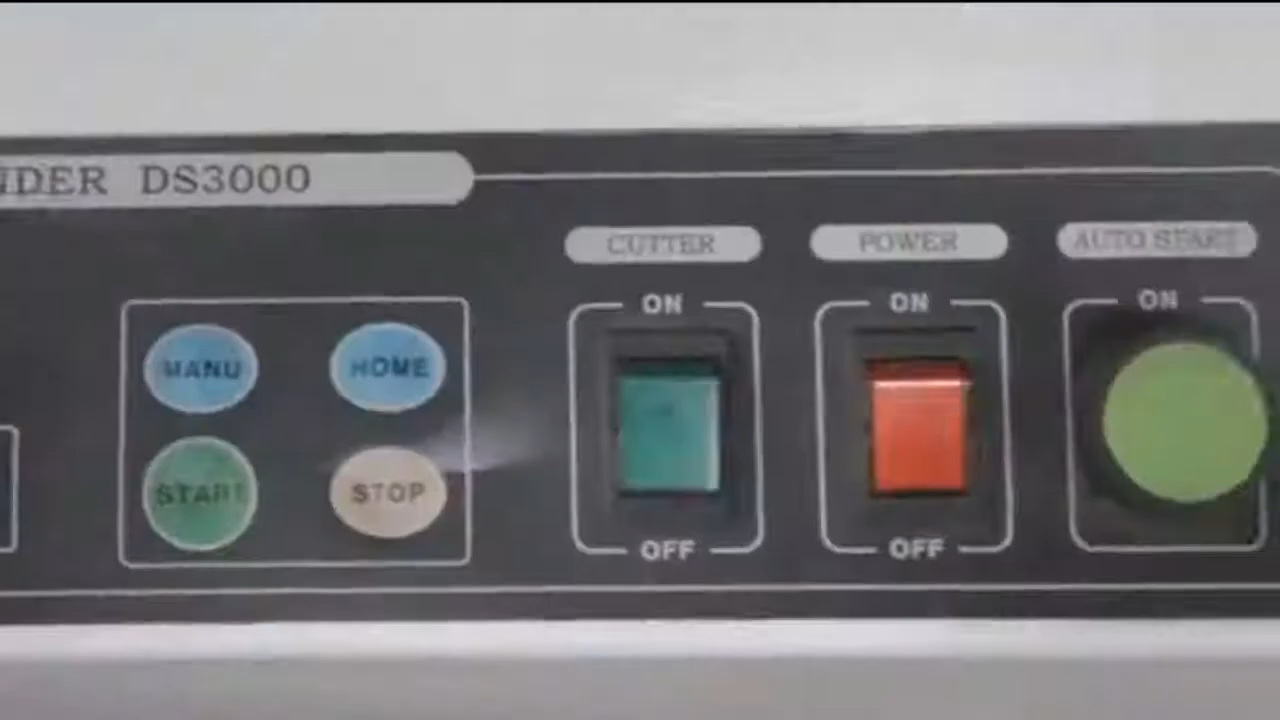 NDER DS3000
CUTTER
POWER
AUTO START
ON
ON
ON
MANU
HOME
START
STOP
OFF
OFF